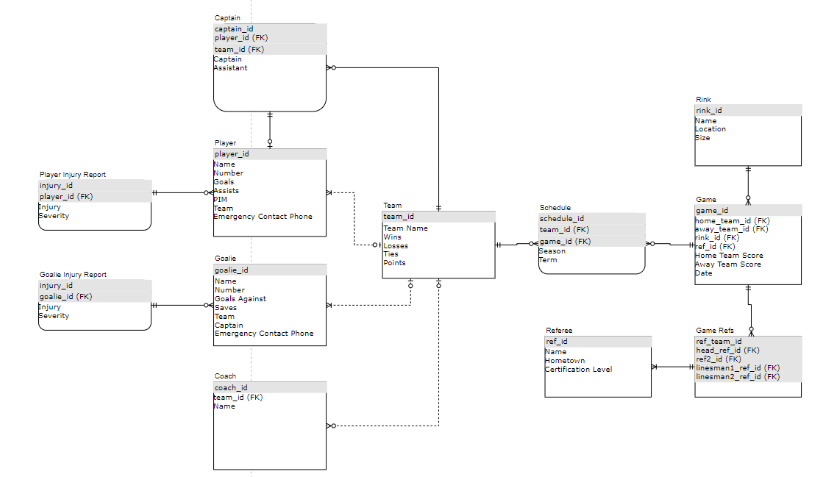 Captain
captain_id
player_id (FK)
team_id (FK)
Captain
Assistant
Player
player_id
Name
Number
Goals
Assists
PIM
Team
Emergency Contact Phone
Player Injury Report
injury_id
player_id (FK)
Injury
Severity
Goalie
goalie_id
Name
Number
Goals Against
Saves
Team
Captain
Emergency Contact Phone
Goalie Injury Report
injury_id
goalie_id (FK)
Injury
Severity
Coach
coach_id
team_id (FK)
Name
Team
team_id
Team Name
Wins
Losses
Ties
Points
Schedule
schedule_id
team_id (FK)
game_id (FK)
Season
Term
Rink
rink_id
Name
Location
Size
Game
game_id
home_team_id (FK)
away_team_id (FK)
rink_id (FK)
ref_id (FK)
Home Team Score
Away Team Score
Date
Referee
ref_id
Name
Hometown
Certification Level
Game Refs
ref_team_id
head_ref_id (FK)
ref2_id (FK)
linesman1_ref_id (FK)
linesman2_ref_id (FK)